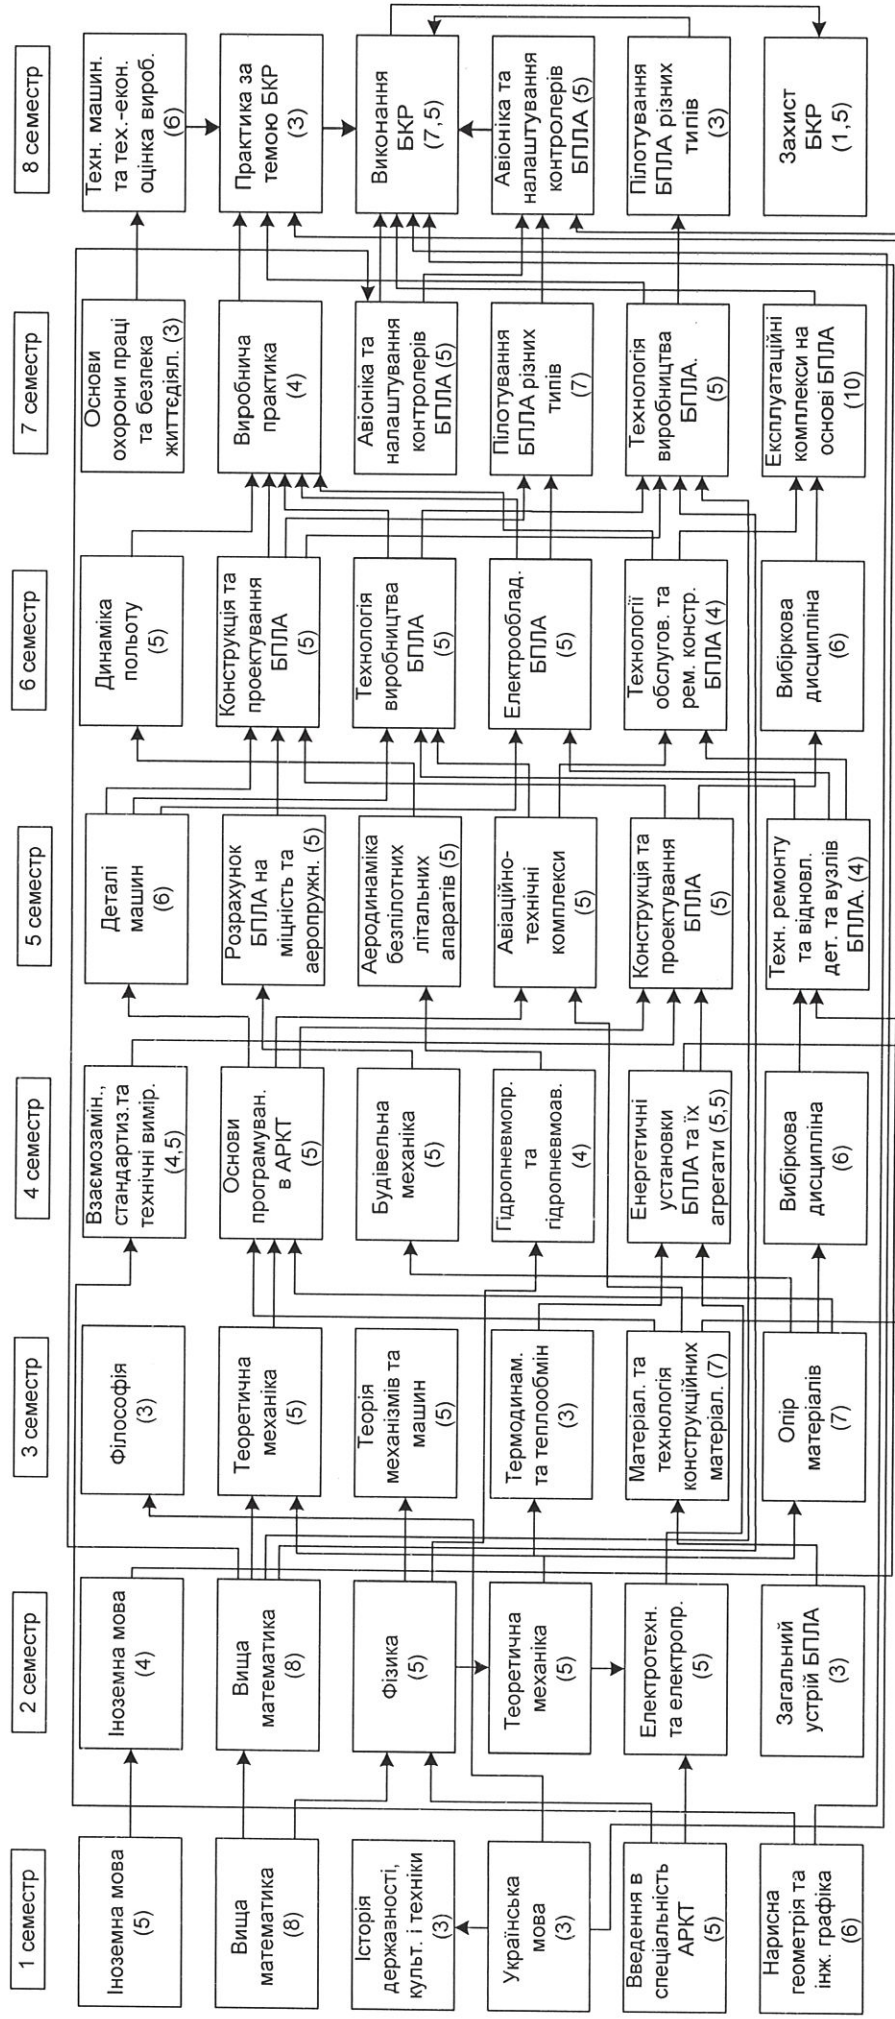 1 семестр
Іноземна мова
(5)
Вища
математика
(8)
Історія
державності,
культ. і техніки
(3)
Українська
мова
(3)
Введення в
спеціальність
АРКТ
(5)
Нарисна
геометрія та
інж. графіка
(6)
2 семестр
Іноземна мова
(4)
Вища
математика
(8)
Фізика
(5)
Теоретична
механіка
(5)
Електротехн.
та електропр.
(5)
Загальний
устрій БПЛА
(3)
3 семестр
Філософія
(3)
Теоретична
механіка
(5)
Теорія
механізмів та
машин
(5)
Термодинам.
та теплообмін
(3)
Матеріал. та
технологія
конструкційних
матеріал. (7)
Опір
матеріалів
(7)
4 семестр
Взаємозамін.,
стандартиз.та
технічні вимір.
(4,5)
Основи
програмуван.
в АРКТ
(5)
Будівельна
механіка
(5)
Гідропневмопр.
та
гідропневмоав.
(4)
Енергетичні
установки
БПЛА та їх
агрегати (5,5)
Вибіркова
дисципліна
(6)
5 семестр
Деталі
машин
(6)
Розрахунок
БПЛА на
міцність та
аеропружн. (5)
Аеродинаміка
безпілотних
літальних
апаратів (5)
Авіаційно-
технічні
комплекси
(5)
Конструкція та
проектування
БПЛА
(5)
Техн. ремонту
та відновл.
дет. та вузлів
БПЛА. (4)
6 семестр
Динаміка
польоту
(5)
Конструкція та
проектування
БПЛА
(5)
Технологія
виробництва
БПЛА
(5)
Електрооблад.
БПЛА
(5)
Технології
обслугов. та
рем. констр.
БПЛА (4)
Вибіркова
дисципліна
(6)
7 семестр
Основи
охорони праці
та безпека
життєдіял. (3)
Виробнича
практика
(4)
Авіоніка та
налаштування
контролерів
БПЛА (5)
Пілотування
БПЛА різних
типів
(7)
Технологія
виробництва
БПЛА.
(5)
Експлуатаційні
комплекси на
основі БПЛА
(10)
8 семестр
Техн. машин.
та тех.-екон.
оцінка вироб.
(6)
Практика за
темою БКР
(3)
Виконання
БКР
(7,5)
Авіоніка та
налаштування
контролерів
БПЛА (5)
Пілотування
БПЛА різних
типів
(3)
Захист
БКР
(1,5)